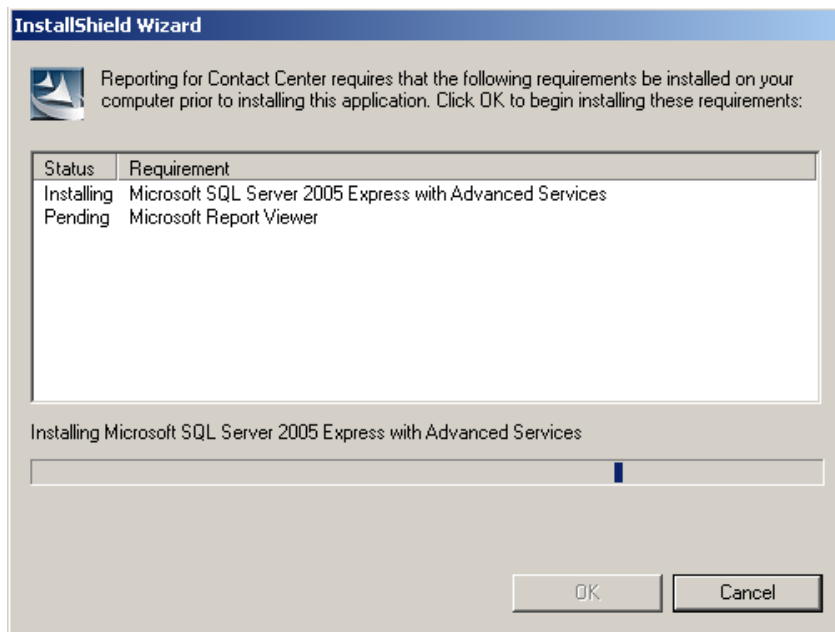 InstallShield Wizard
Reporting for Contact Center requires that the following requirements be installed on your
computer prior to installing this application. Click OK to begin installing these requirements:
Status Requirement
Installing Microsoft SQL Server 2005 Express with Advanced Services
Pending Microsoft Report Viewer
Installing Microsoft SQL Server 2005 Express with Advanced Services
OK Cancel